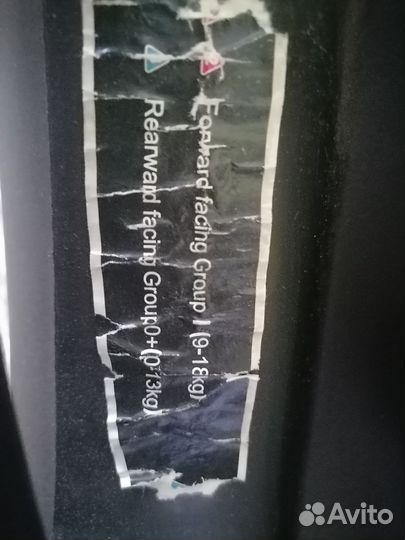 Forward facing Group I (9-18kg)
Rearward facing Group0+(0-13kg)
Avito